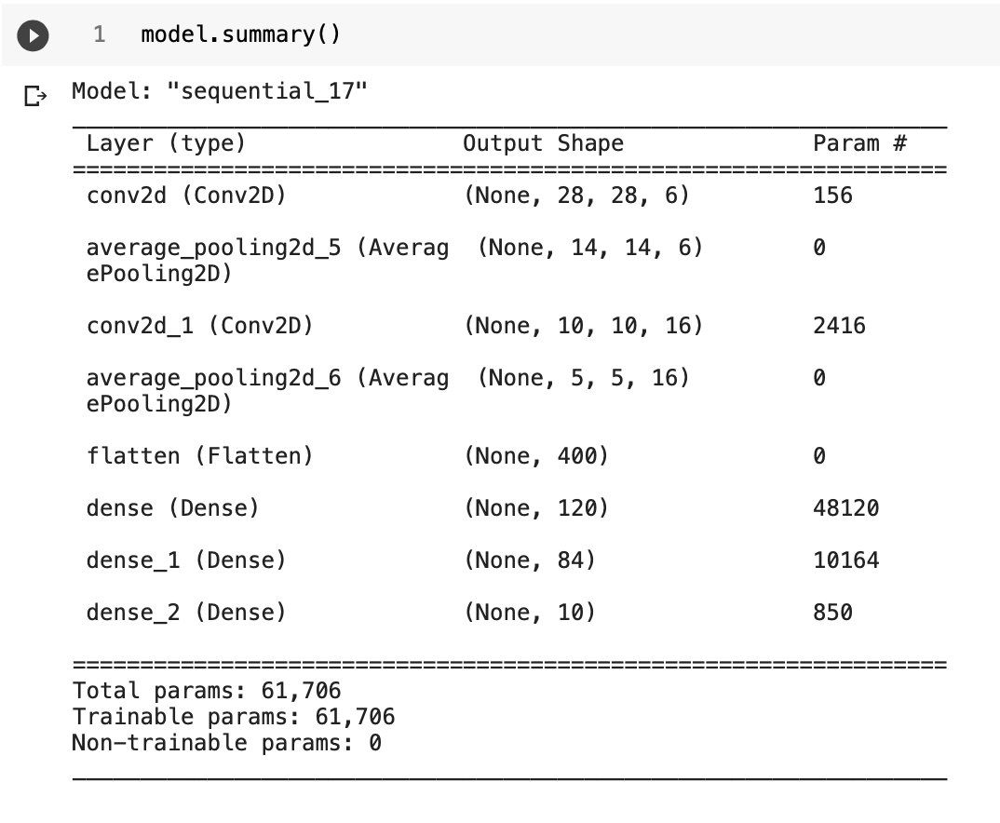 1 model.summary()
Model: "sequential_17"
Layer (type) Output Shape Param #
=================================================================
conv2d (Conv2D) (None, 28, 28, 6) 156
average_pooling2d_5 (Averag (None, 14, 14, 6) 0
ePooling2D)
conv2d_1 (Conv2D) (None, 10, 10, 16) 2416
average_pooling2d_6 (Averag (None, 5, 5, 16) 0
ePooling2D)
flatten (Flatten) (None, 400) 0
dense (Dense) (None, 120) 48120
dense_1 (Dense) (None, 84) 10164
dense_2 (Dense) (None, 10) 850
=================================================================
Total params: 61,706
Trainable params: 61,706
Non-trainable params: 0